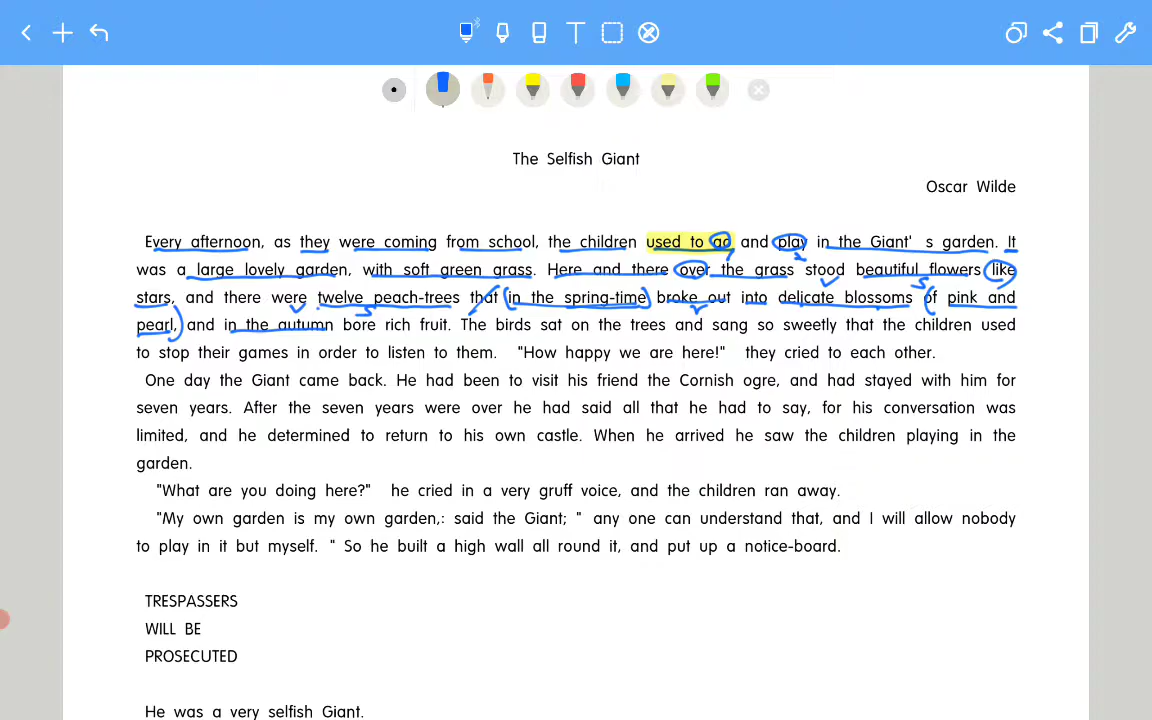 The Selfish Giant
Oscar Wilde
Every afternoon, as they were coming from school, the children used to go and play in the Giant' s garden. It
was a large lovely garden, with soft green grass. Here and there over the grass stood beautiful flowers like
stars, and there were twelve peach-trees that in the spring-time broke out into delicate blossoms of pink and
pearl, and in the autumn bore rich fruit. The birds sat on the trees and sang so sweetly that the children used
to stop their games in order to listen to them. "How happy we are here!" they cried to each other.
One day the Giant came back. He had been to visit his friend the Cornish ogre, and had stayed with him for
seven years. After the seven years were over he had said all that he had to say, for his conversation was
limited, and he determined to return to his own castle. When he arrived he saw the children playing in the
garden.
"What are you doing here?" he cried in a very gruff voice, and the children ran away.
"My own garden is my own garden,: said the Giant; " any one can understand that, and I will allow nobody
to play in it but myself. " So he built a high wall all round it, and put up a notice-board.
TRESPASSERS
WILL BE
PROSECUTED
He was a very selfish Giant.